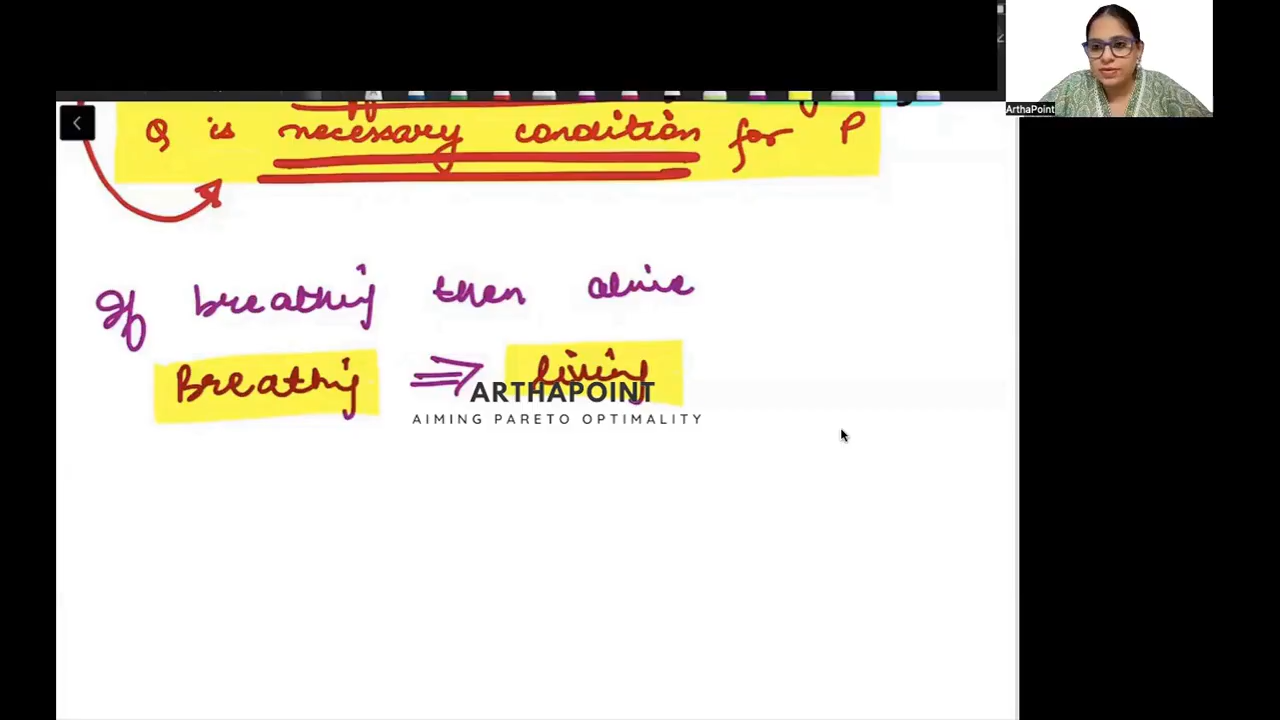 ArthaPoint
Q is necessary condition for P
If breathing then alive
Breathing ⇒ living
ARTHAPOINT
AIMING PARETO OPTIMALITY